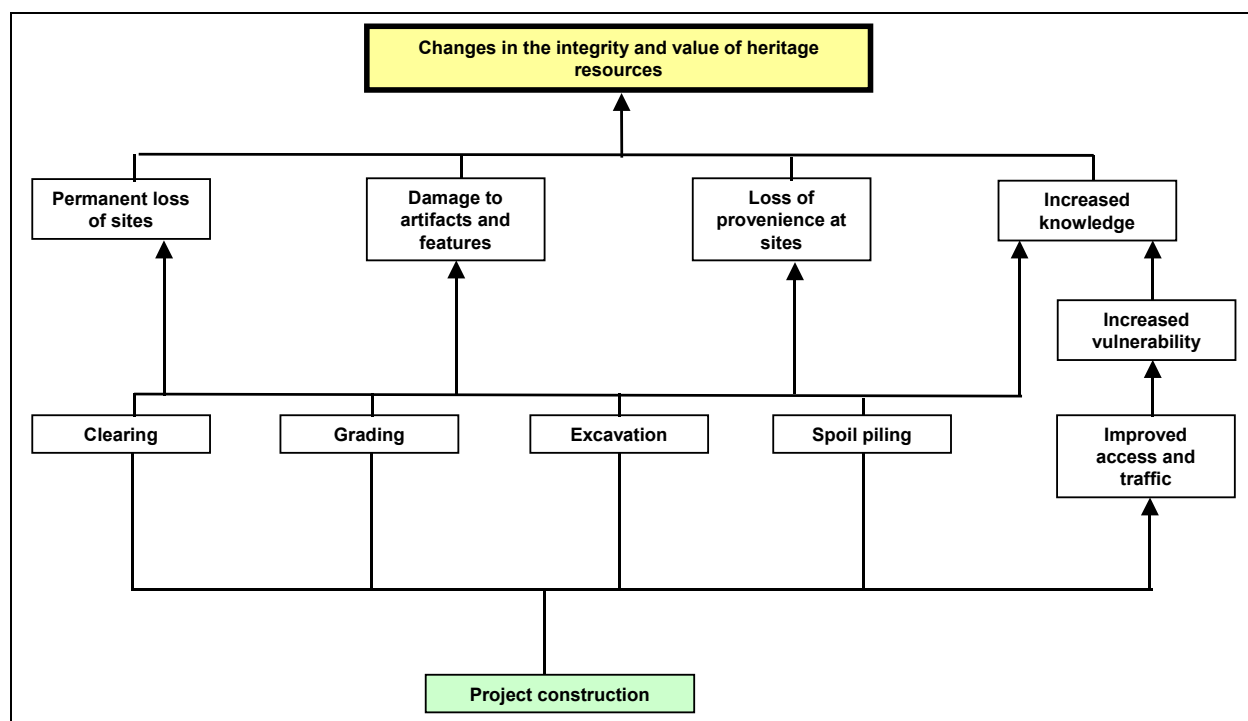 Changes in the integrity and value of heritage
resources
Permanent loss
of sites
Damage to
artifacts and
features
Loss of
provenience at
sites
Increased
knowledge
Increased
vulnerability
Clearing
Grading
Excavation
Spoil piling
Improved
access and
traffic
Project construction